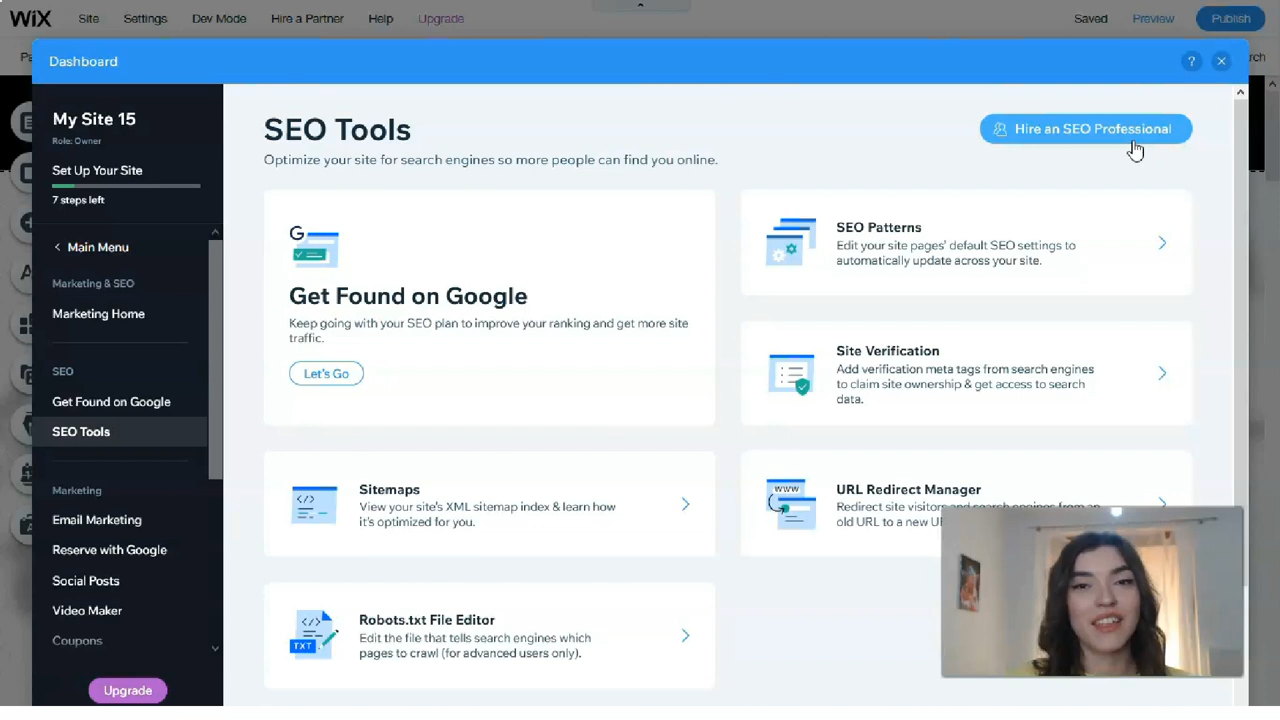 WiX Site Settings Dev Mode Hire a Partner Help Upgrade Saved Preview Publish
Dashboard ?
My Site 15
Role: Owner
Set Up Your Site
7 steps left
Main Menu
Marketing & SEO
Marketing Home
SEO
Get Found on Google
SEO Tools
Marketing
Email Marketing
Reserve with Google
Social Posts
Video Maker
Coupons
Upgrade
SEO Tools
Hire an SEO Professional
Optimize your site for search engines so more people can find you online.
G
Get Found on Google
Keep going with your SEO plan to improve your ranking and get more site
traffic.
Let's Go
SEO Patterns
Edit your site pages' default SEO settings to
automatically update across your site.
Site Verification
Add verification meta tags from search engines
to claim site ownership & get access to search
data.
</>
Sitemaps
View your site's XML sitemap index & learn how
it's optimized for you.
WWW
URL Redirect Manager
Redirect site visitors and search engines from an
old URL to a new
</>
TXT
Robots.txt File Editor
Edit the file that tells search engines which
pages to crawl (for advanced users only).